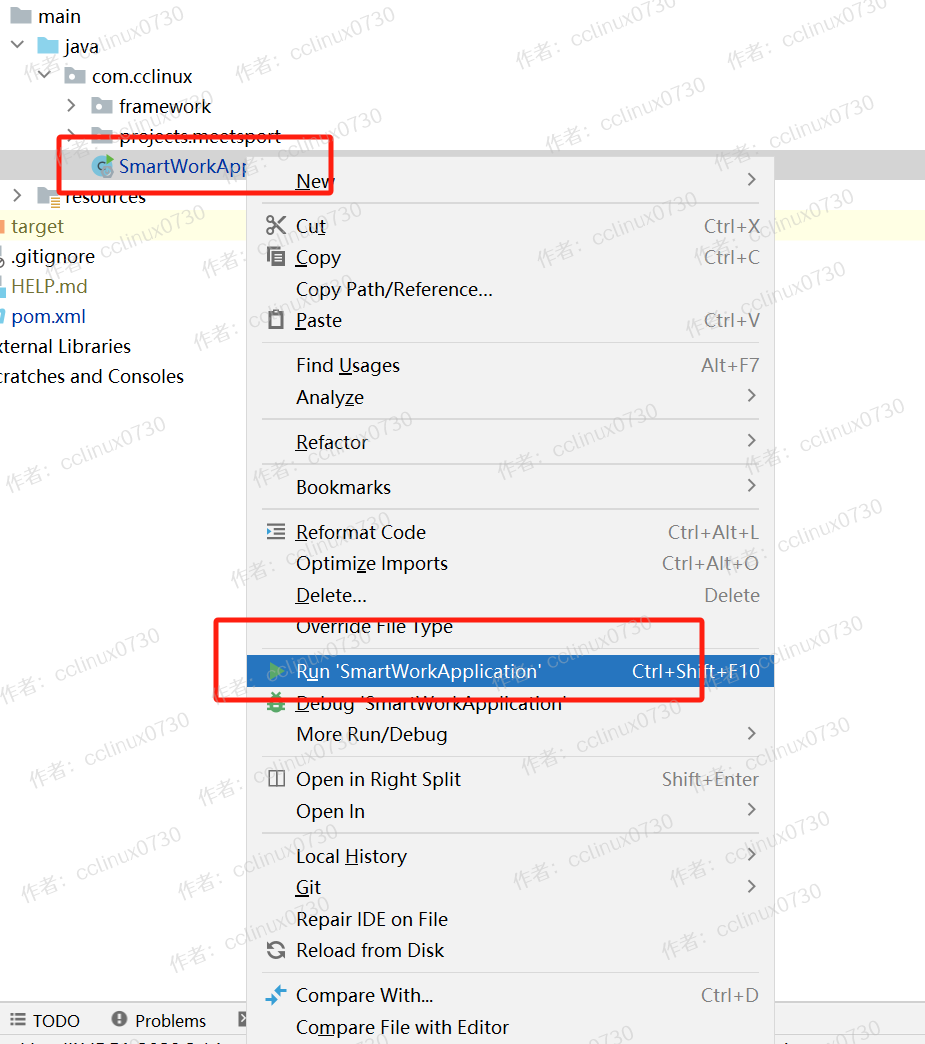 main
java
com.cclinux
framework
projects.meetsport
SmartWorkApp
resources
target
.gitignore
HELP.md
pom.xml
xternal Libraries
cratches and Consoles
New
Cut Ctrl+X
Copy Ctrl+C
Copy Path/Reference...
Paste Ctrl+V
Find Usages Alt+F7
Analyze
Refactor
Bookmarks
Reformat Code Ctrl+Alt+L
Optimize Imports Ctrl+Alt+O
Delete... Delete
Override File Type
Run 'SmartWorkApplication' Ctrl+Shift+F10
Debug 'SmartWorkApplication'
More Run/Debug
Open in Right Split Shift+Enter
Open In
Local History
Git
Repair IDE on File
Reload from Disk
Compare With... Ctrl+D
Compare File with Editor
TODO Problems
作者：cclinux0730